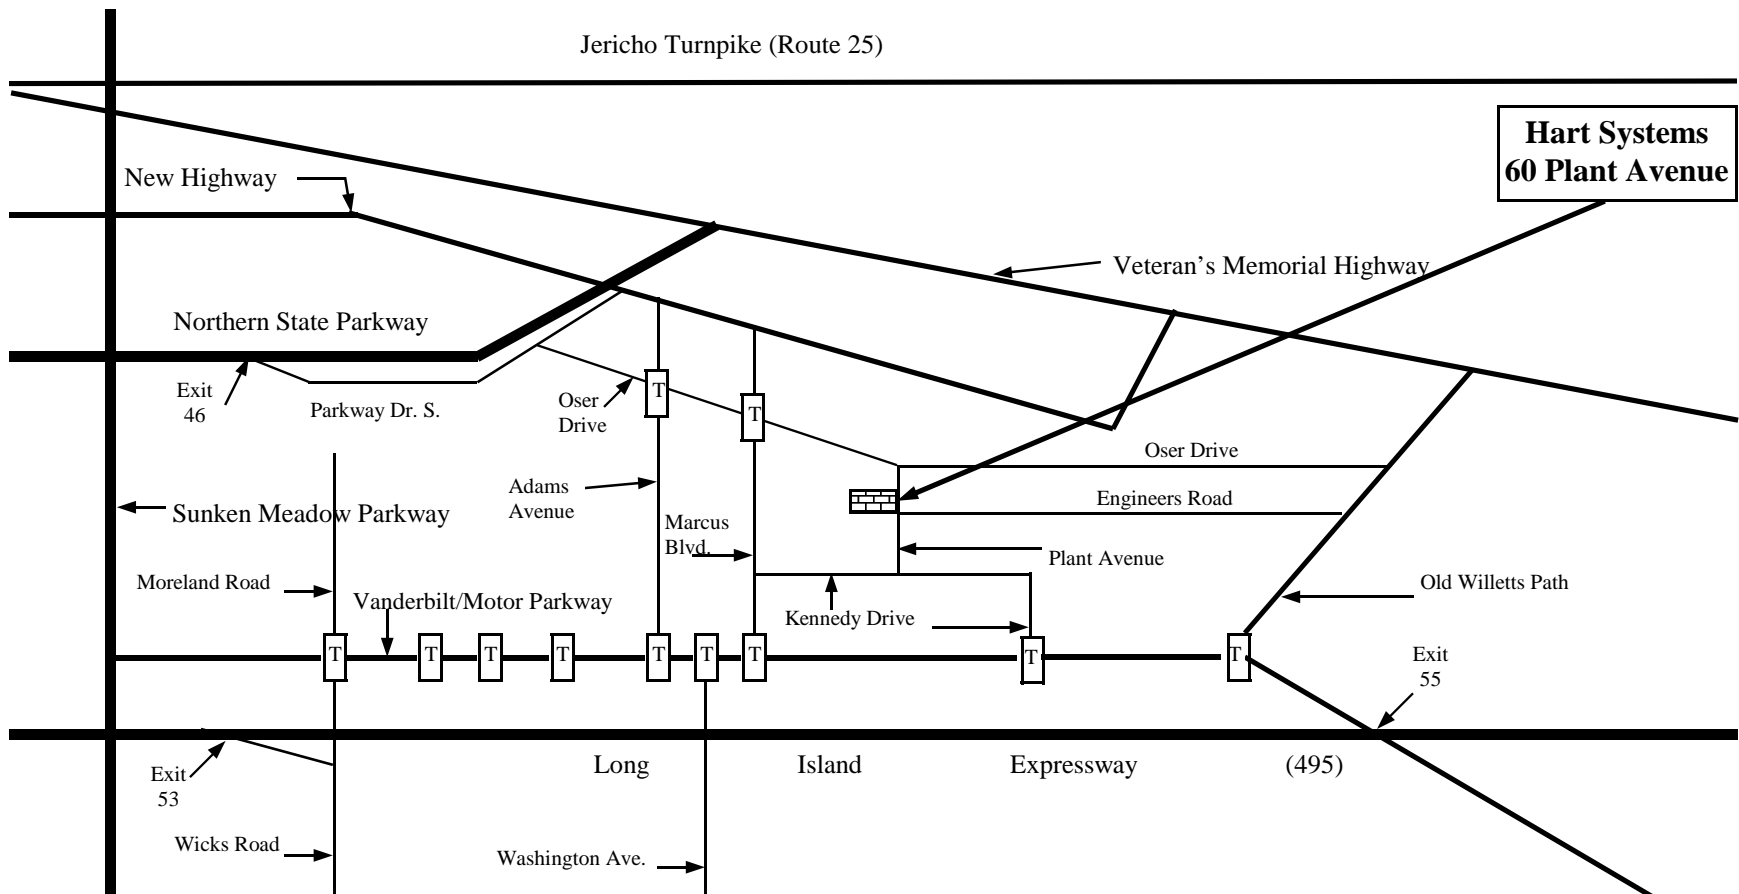 Jericho Turnpike (Route 25)
Hart Systems
60 Plant Avenue
New Highway
Veteran's Memorial Highway
Northern State Parkway
Exit
46
Parkway Dr. S.
Oser
Drive
T
T
Oser Drive
Adams
Avenue
Engineers Road
Sunken Meadow Parkway
Marcus
Blvd.
Plant Avenue
Moreland Road
Old Willetts Path
Vanderbilt/Motor Parkway
Kennedy Drive
T T T T T T T T T
Exit
55
Long Island Expressway (495)
Exit
53
Wicks Road
Washington Ave.